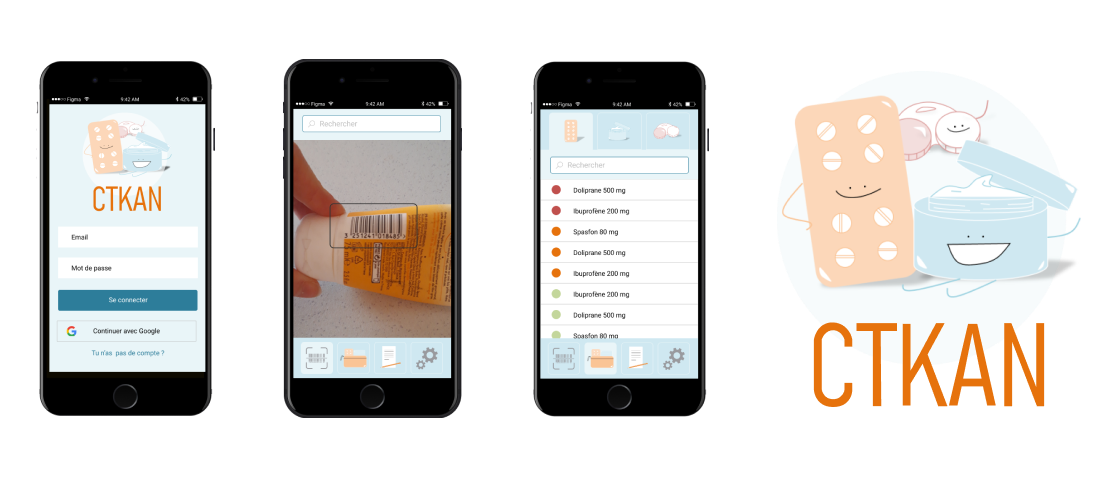 Figma 9:42 AM 42%
CTKAN
Email
Mot de passe
Se connecter
Continuer avec Google
Tu n'as pas de compte ?
Figma 9:42 AM 42%
Rechercher
3 251241 018485
Figma 9:42 AM 42%
Rechercher
Doliprane 500 mg
Ibuprofène 200 mg
Spasfon 80 mg
Doliprane 500 mg
Ibuprofène 200 mg
Ibuprofène 200 mg
Doliprane 500 mg
Spasfon 80 mg
CTKAN